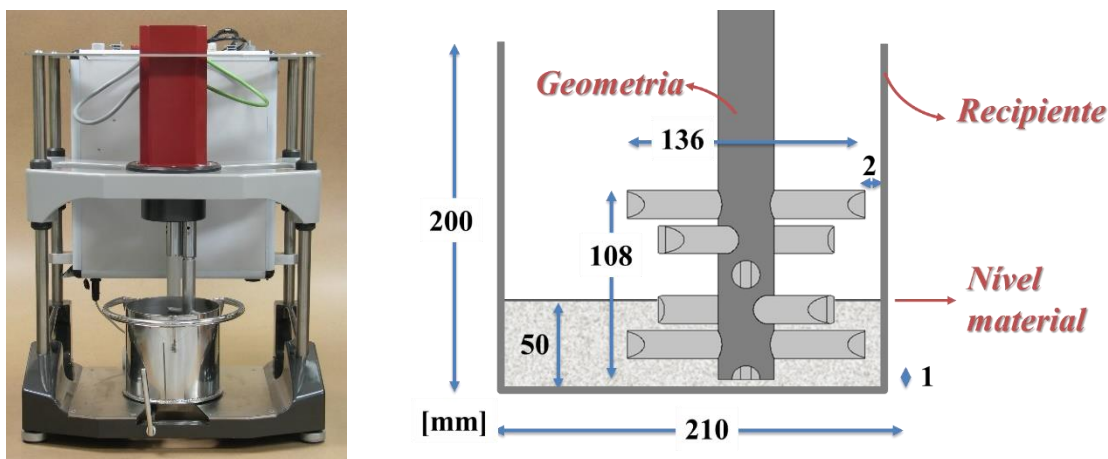 Geometria
Recipiente
136
2
200
108
Nível
material
50
1
[mm]
210